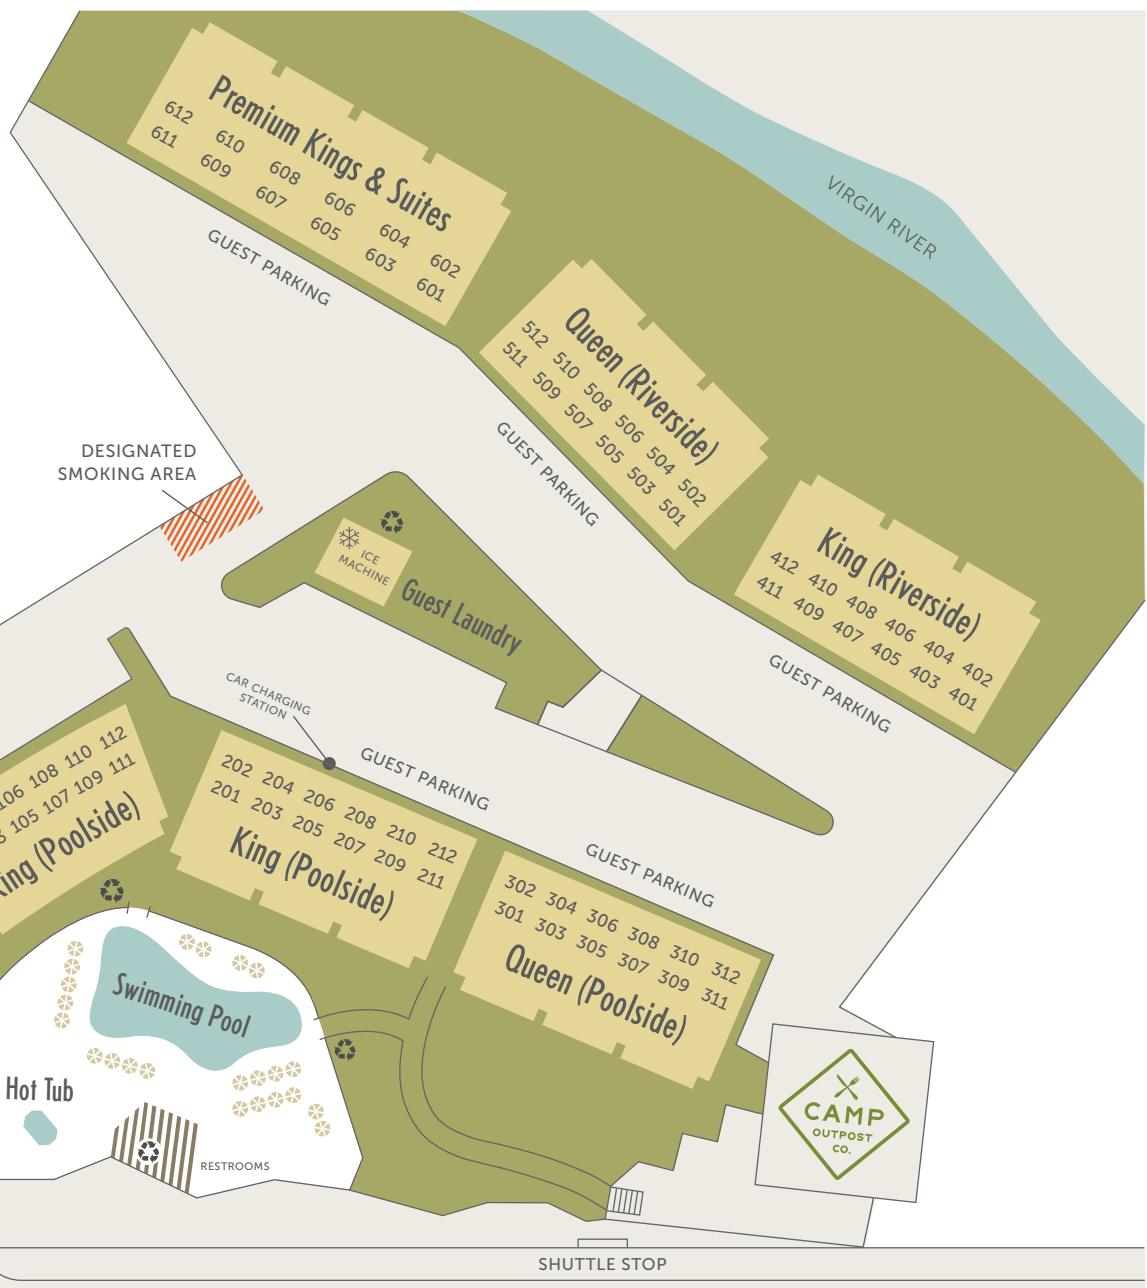 Premium Kings & Suites
612 610 608 606 604 602
611 609 607 605 603 601
GUEST PARKING
VIRGIN RIVER
Queen (Riverside)
512 510 508 506 504 502
511 509 507 505 503 501
GUEST PARKING
King (Riverside)
412 410 408 406 404 402
411 409 407 405 403 401
GUEST PARKING
DESIGNATED
SMOKING AREA
ICE
MACHINE
Guest Laundry
CAR CHARGING
STATION
GUEST PARKING
GUEST PARKING
106 108 110 112
105 107 109 111
King (Poolside)
202 204 206 208 210 212
201 203 205 207 209 211
King (Poolside)
302 304 306 308 310 312
301 303 305 307 309 311
Queen (Poolside)
Swimming Pool
Hot Tub
RESTROOMS
CAMP
OUTPOST
CO.
SHUTTLE STOP